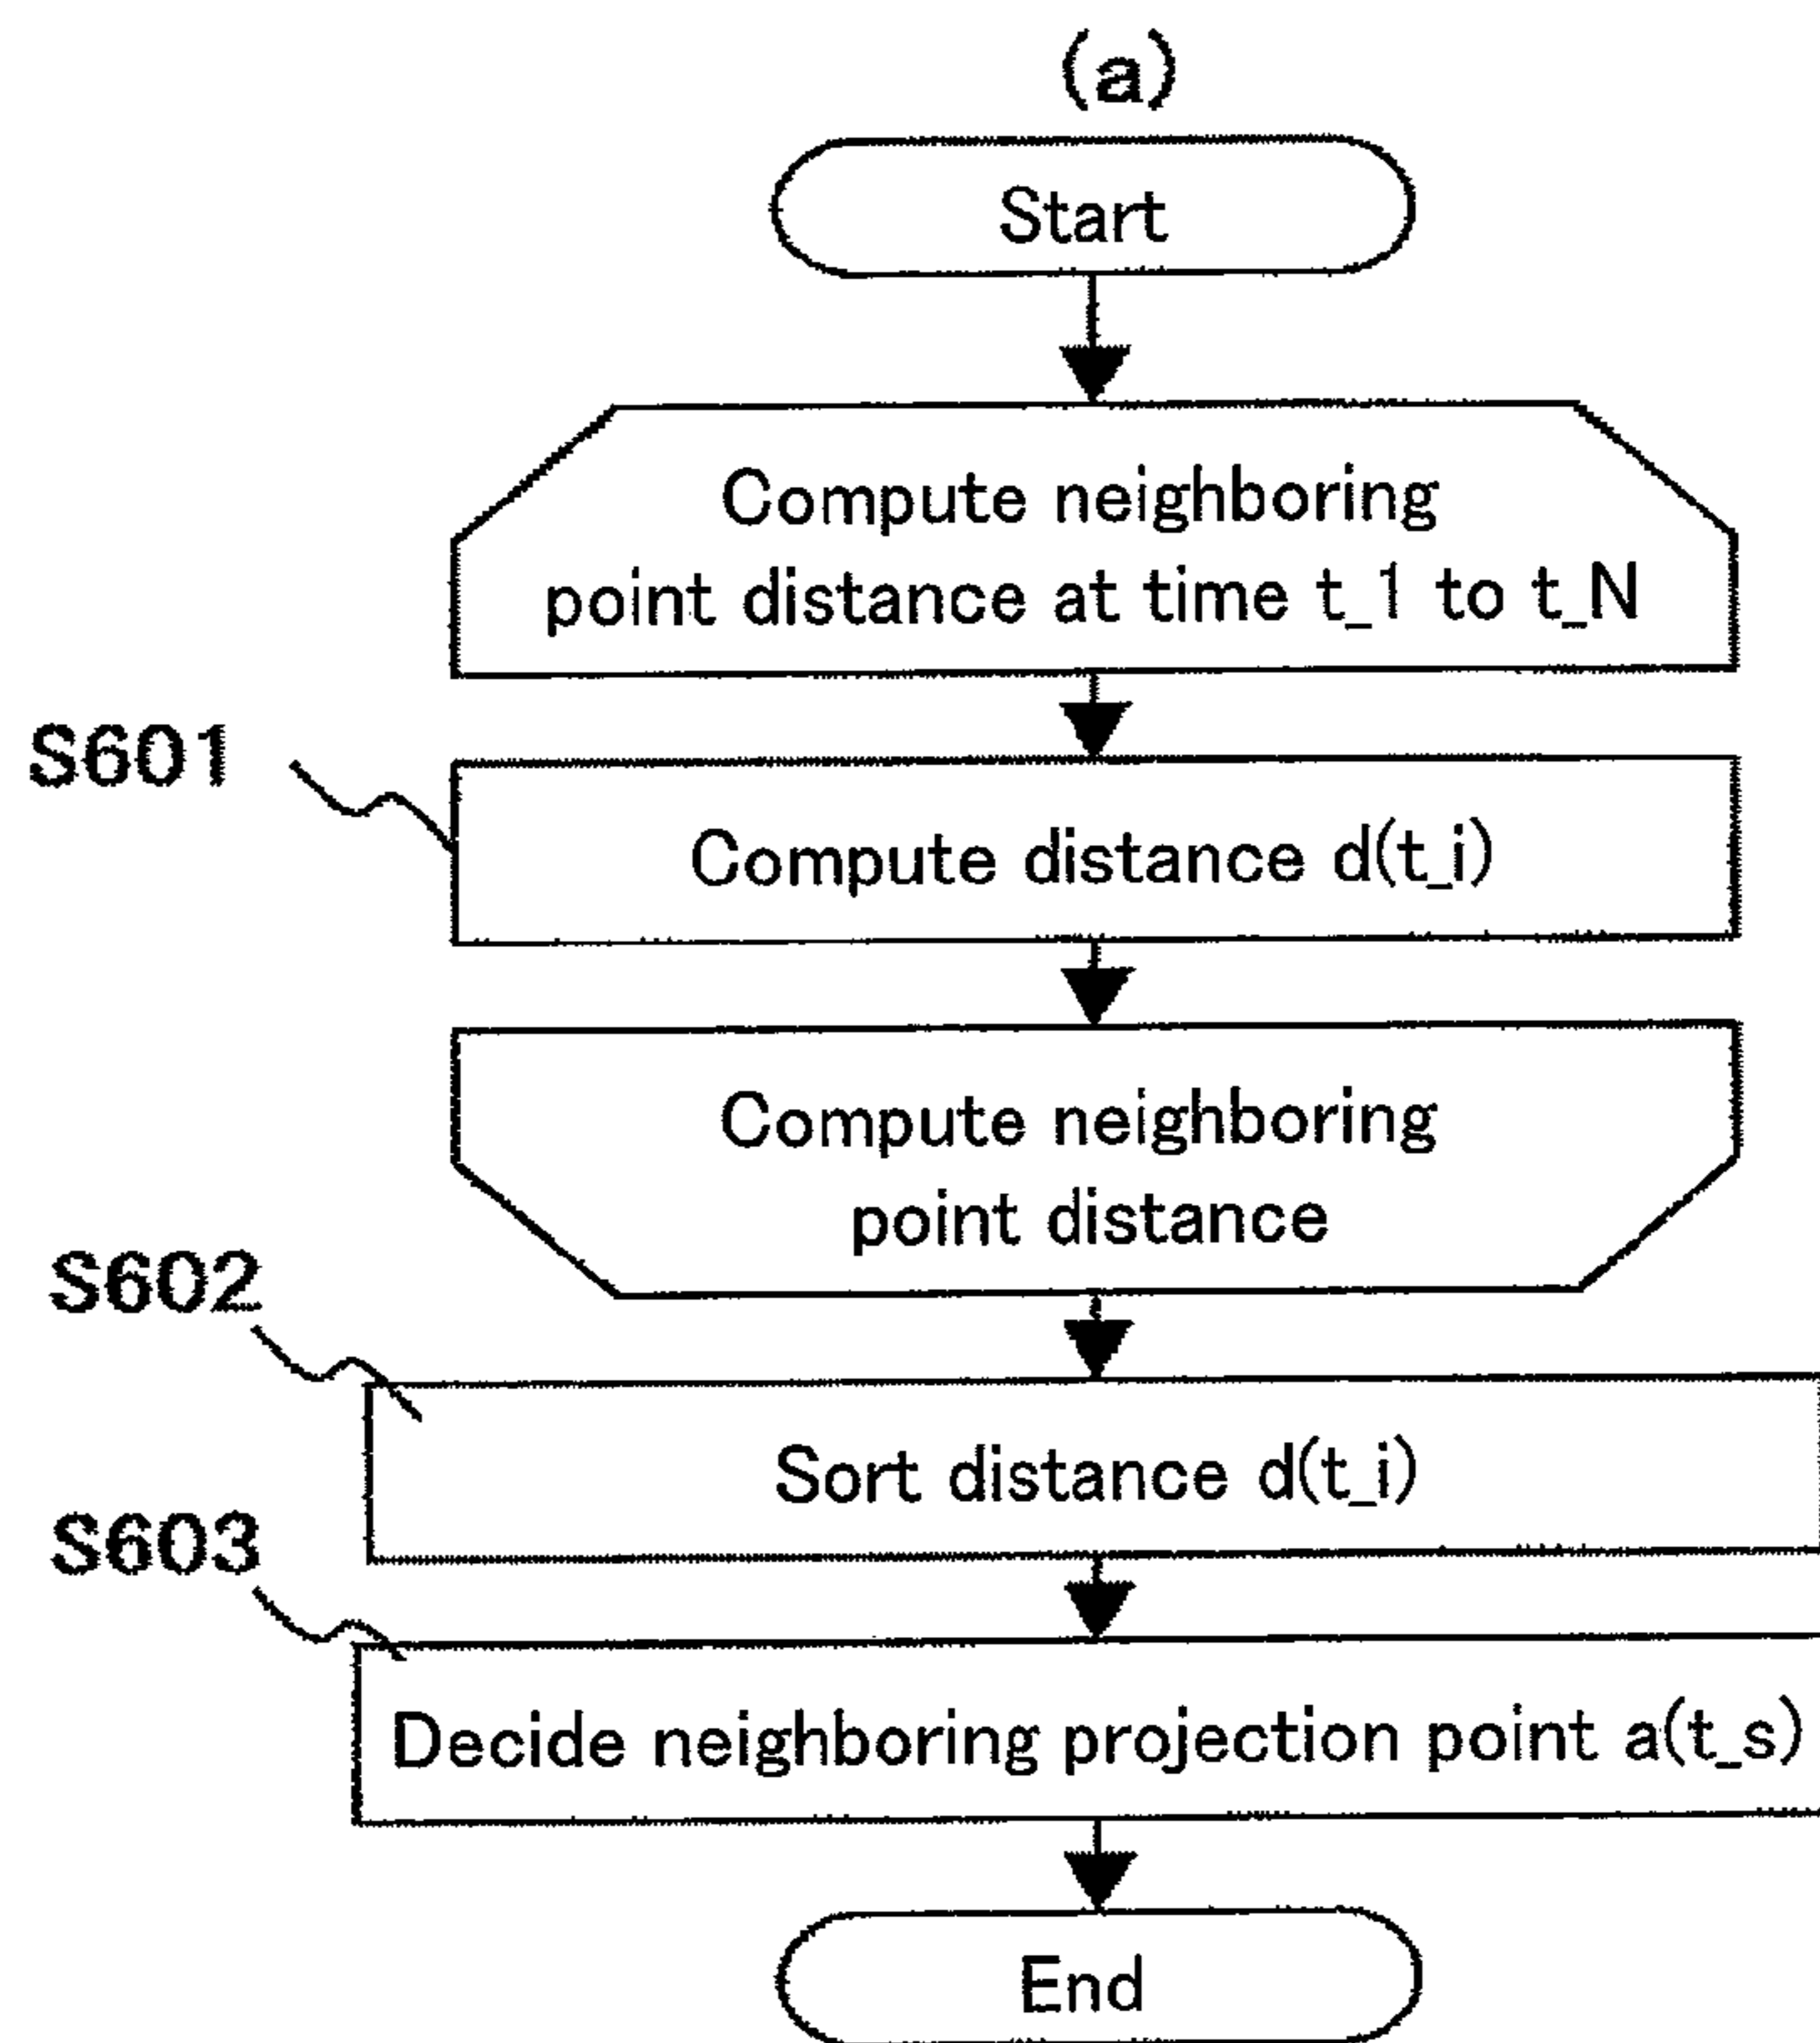 (a)
Start
Compute neighboring
point distance at time t_1 to t_N
S601
Compute distance d(t_i)
Compute neighboring
point distance
S602
Sort distance d(t_i)
S603
Decide neighboring projection point a(t_s)
End